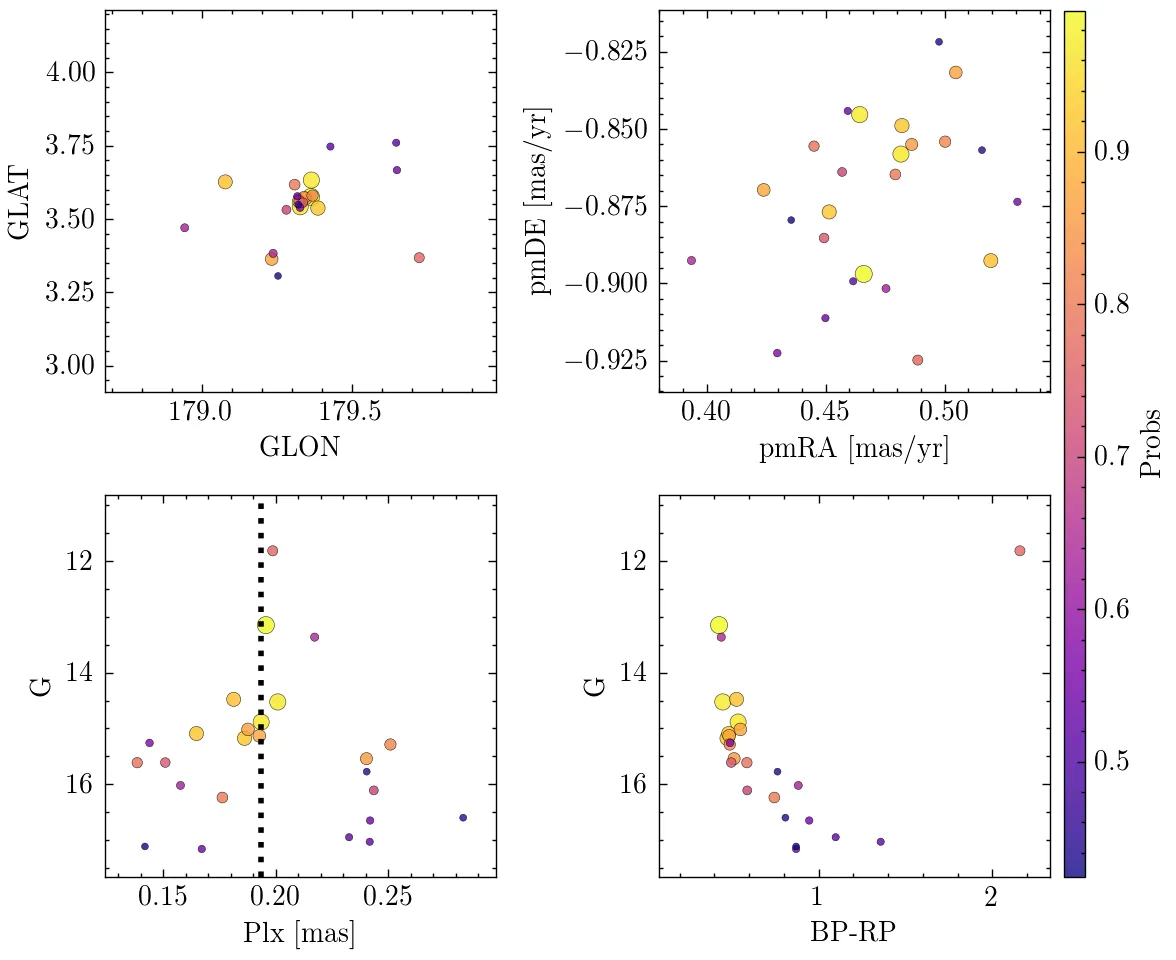 4.00
3.75
3.50
3.25
3.00
GLAT
179.0 179.5
GLON
−0.825
−0.850
−0.875
−0.900
−0.925
pmDE [mas/yr]
0.40 0.45 0.50
pmRA [mas/yr]
0.9
0.8
0.7
0.6
0.5
Probs
12
14
16
G
0.15 0.20 0.25
Plx [mas]
12
14
16
G
1 2
BP-RP